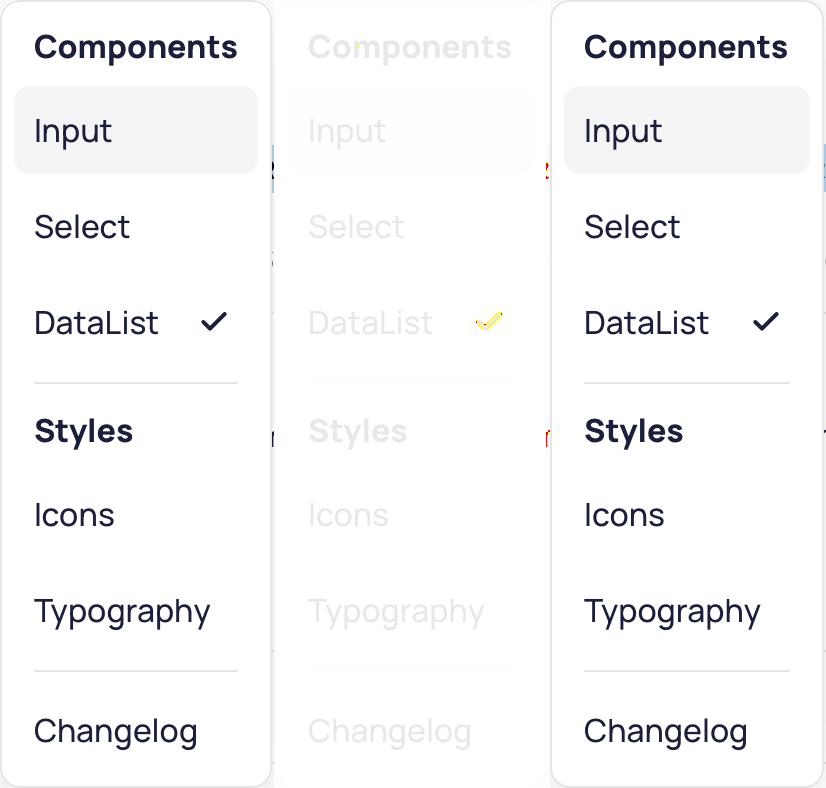 Components
Input
Select
DataList
Styles
Icons
Typography
Changelog
Components
Input
Select
DataList
Styles
Icons
Typography
Changelog
Components
Input
Select
DataList
Styles
Icons
Typography
Changelog